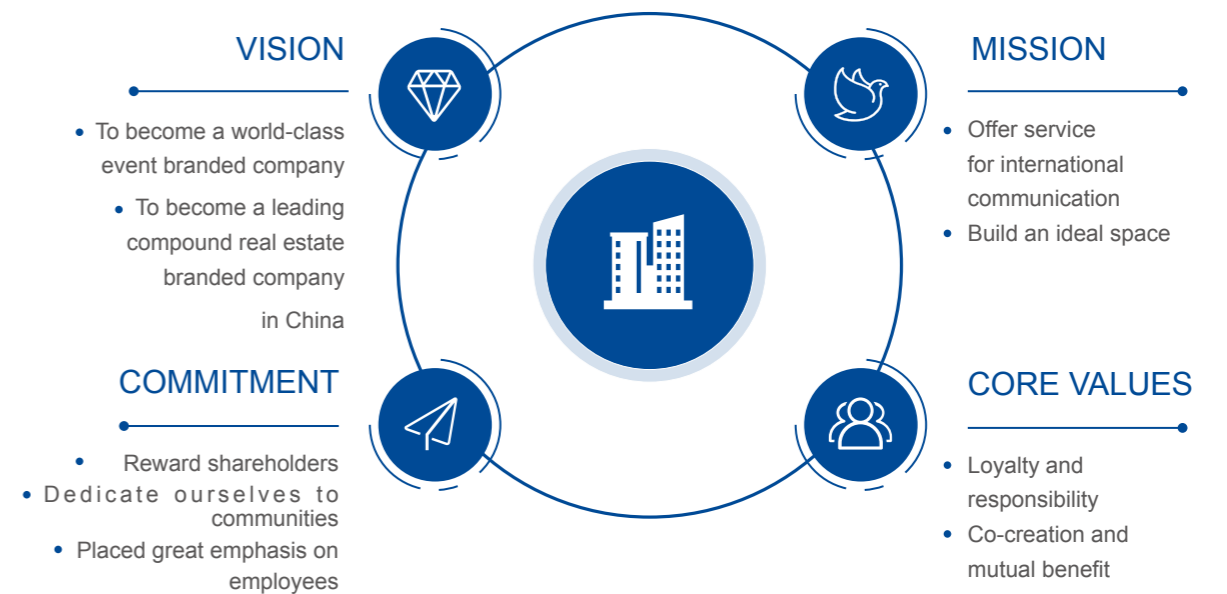 VISION
To become a world-class
event branded company
To become a leading
compound real estate
branded company
in China
MISSION
Offer service
for international
communication
Build an ideal space
COMMITMENT
Reward shareholders
Dedicate ourselves to
communities
Placed great emphasis on
employees
CORE VALUES
Loyalty and
responsibility
Co-creation and
mutual benefit